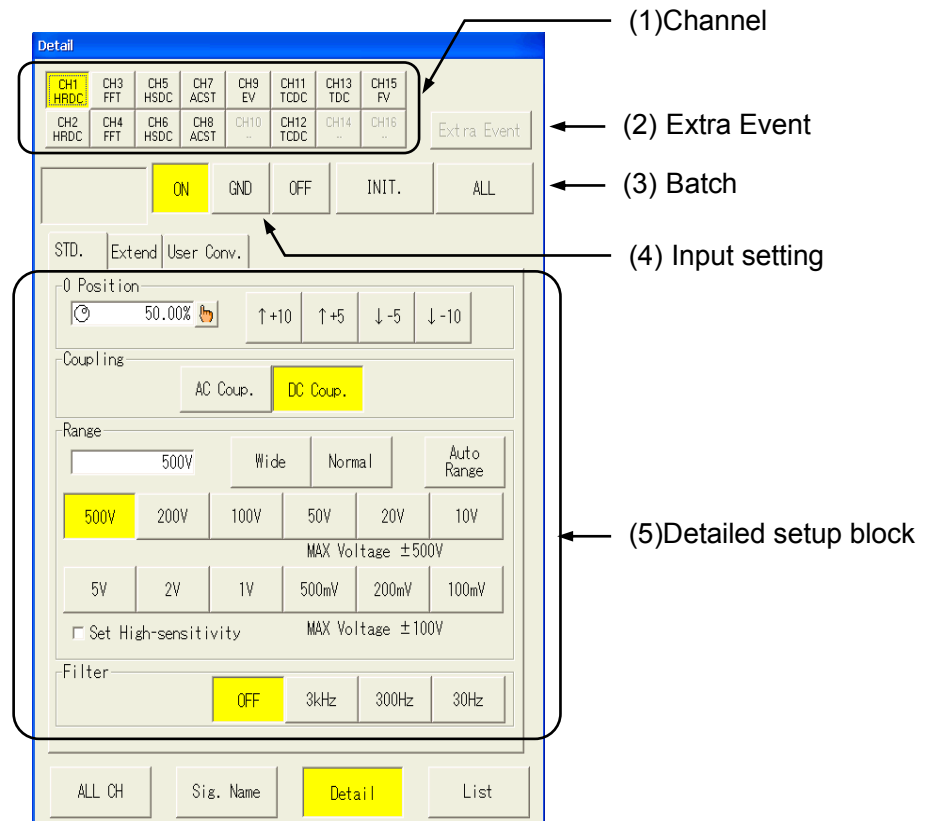 (1)Channel
Detail
CH1 HRDC CH3 FFT CH5 HSDC CH7 ACST CH9 EV CH11 TCDC CH13 TDC CH15 FV
CH2 HRDC CH4 FFT CH6 HSDC CH8 ACST CH10 -- CH12 TCDC CH14 -- CH16 --
Extra Event
(2) Extra Event
ON GND OFF INIT. ALL
(3) Batch
(4) Input setting
STD. Extend User Conv.
0 Position
50.00% ↑+10 ↑+5 ↓-5 ↓-10
Coupling
AC Coup. DC Coup.
Range
500V Wide Normal Auto Range
500V 200V 100V 50V 20V 10V
MAX Voltage ±500V
(5)Detailed setup block
5V 2V 1V 500mV 200mV 100mV
Set High-sensitivity MAX Voltage ±100V
Filter
OFF 3kHz 300Hz 30Hz
ALL CH Sig. Name Detail List